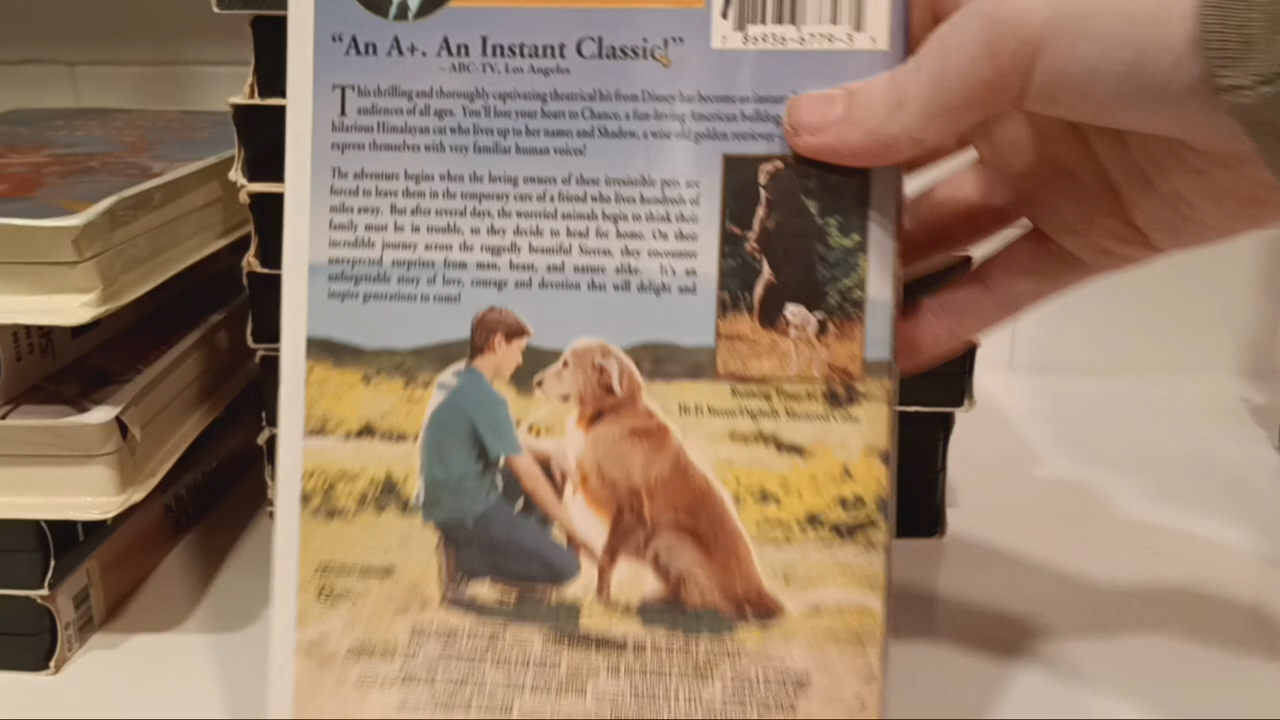 "An A+. An Instant Classic!"
- ABC-TV, Los Angeles
This thrilling and thoroughly captivating theatrical hit from Disney has become an instant
audiences of all ages. You'll lose your heart to Chance, a fun-loving American bulldog
hilarious Himalayan cat who lives up to her name; and Shadow, a wise old golden retriever
express themselves with very familiar human voices!
The adventure begins when the loving owners of these irresistible pets are
forced to leave them in the temporary care of a friend who lives hundreds of
miles away. But after several days, the worried animals begin to think their
family must be in trouble, so they decide to head for home. On their
incredible journey across the ruggedly beautiful Sierras, they encounter
unexpected surprises from man, beast, and nature alike. It's an
unforgettable story of love, courage and devotion that will delight and
inspire generations to come!
Running Time
Hi-Fi Stereo Digitally Mastered